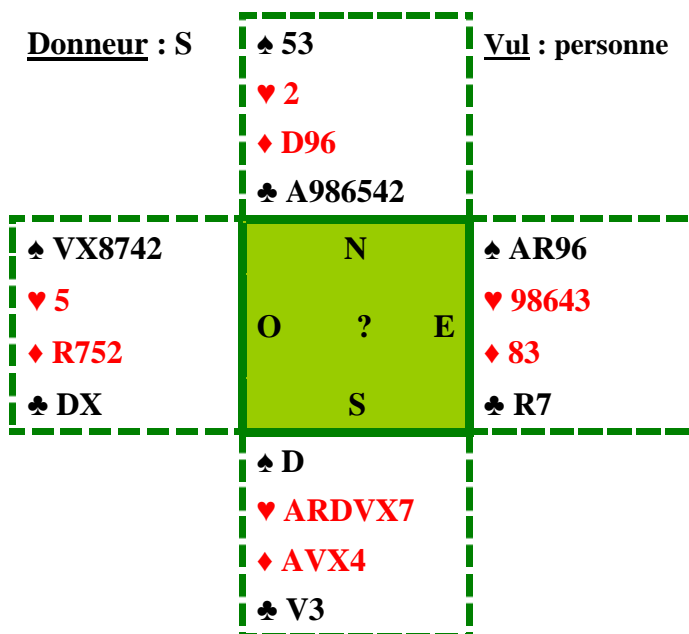 Donneur : S
♠ 53
Vul : personne
♥ 2
♦ D96
♣ A986542
♠ VX8742
N
♠ AR96
♥ 5
♥ 98643
O ? E
♦ R752
♦ 83
♣ DX
S
♣ R7
♠ D
♥ ARDVX7
♦ AVX4
♣ V3